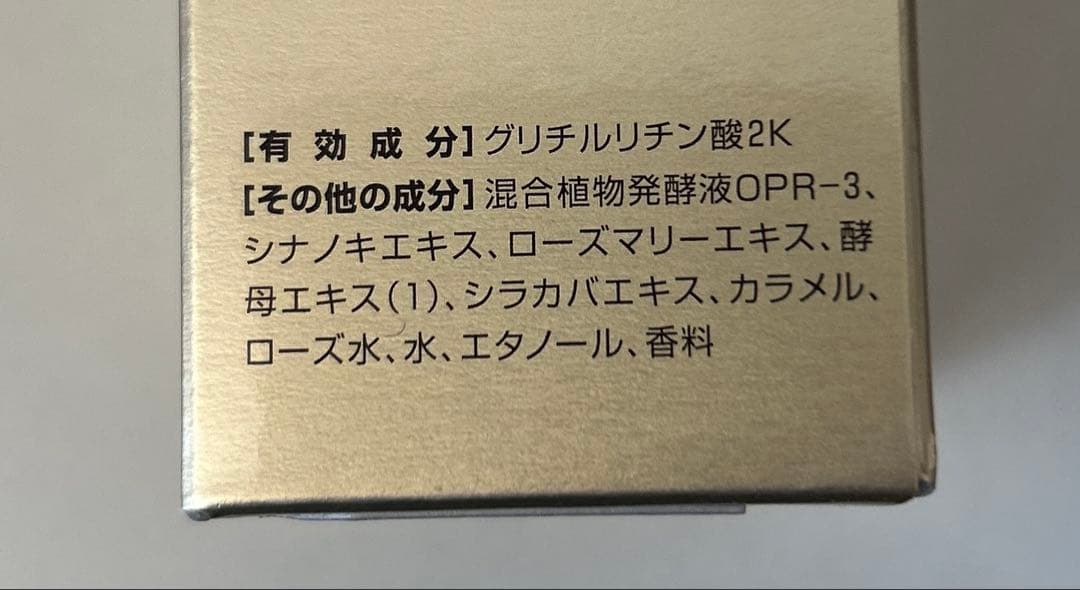 [有効成分]グリチルリチン酸2K
[その他の成分]混合植物発酵液OPR-3、
シナノキエキス、ローズマリーエキス、酵
母エキス(1)、シラカバエキス、カラメル、
ローズ水、水、エタノール、香料